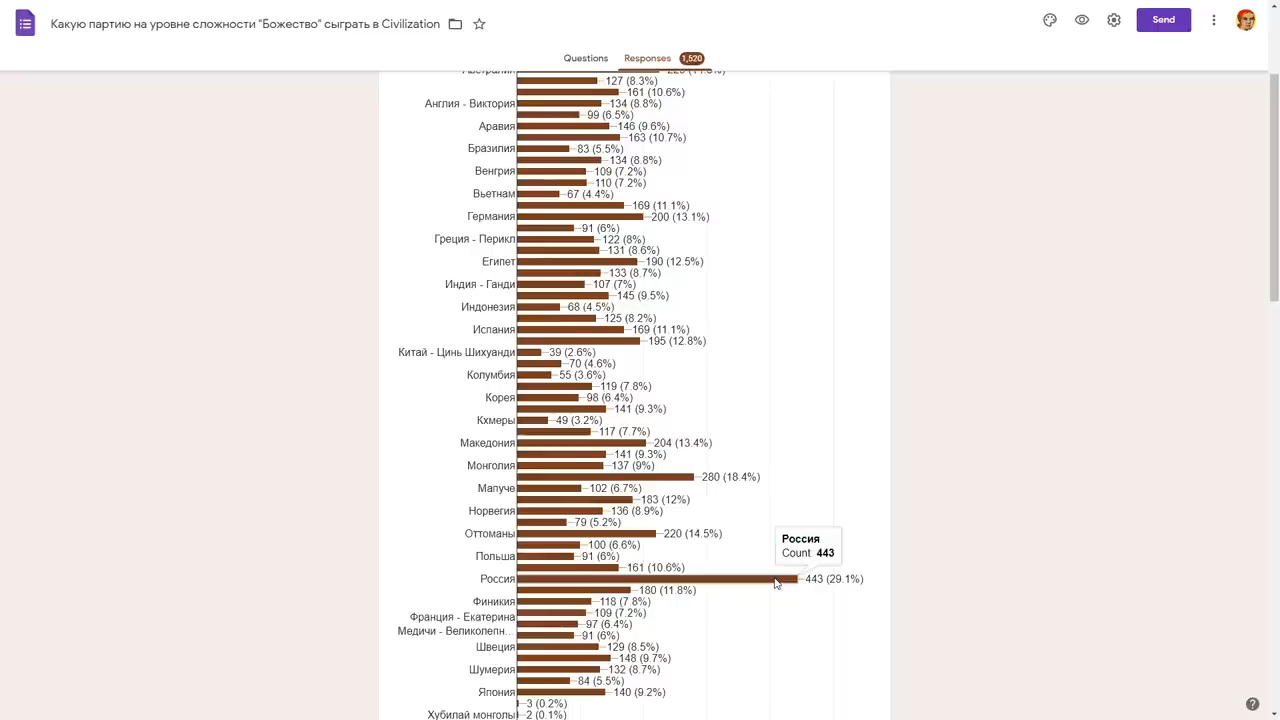 Какую партию на уровне сложности "Божество" сыграть в Civilization
Send
Questions Responses 1,520
127 (8.3%)
161 (10.6%)
Англия - Виктория 134 (8.8%)
99 (6.5%)
Аравия 146 (9.6%)
163 (10.7%)
Бразилия 83 (5.5%)
134 (8.8%)
Венгрия 109 (7.2%)
110 (7.2%)
Вьетнам 67 (4.4%)
169 (11.1%)
Германия 200 (13.1%)
91 (6%)
Греция - Перикл 122 (8%)
131 (8.6%)
Египет 190 (12.5%)
133 (8.7%)
Индия - Ганди 107 (7%)
145 (9.5%)
Индонезия 68 (4.5%)
125 (8.2%)
Испания 169 (11.1%)
195 (12.8%)
Китай - Цинь Шихуанди 39 (2.6%)
70 (4.6%)
Колумбия 55 (3.6%)
119 (7.8%)
Корея 98 (6.4%)
141 (9.3%)
Кхмеры 49 (3.2%)
117 (7.7%)
Македония 204 (13.4%)
141 (9.3%)
Монголия 137 (9%)
280 (18.4%)
Мапуче 102 (6.7%)
183 (12%)
Норвегия 136 (8.9%)
79 (5.2%)
Оттоманы 220 (14.5%)
Россия
Count 443
100 (6.6%)
Польша 91 (6%)
161 (10.6%)
Россия 443 (29.1%)
180 (11.8%)
Финикия 118 (7.8%)
109 (7.2%)
Франция - Екатерина
97 (6.4%)
Медичи - Великолепн...
91 (6%)
Швеция 129 (8.5%)
148 (9.7%)
Шумерия 132 (8.7%)
84 (5.5%)
Япония 140 (9.2%)
3 (0.2%)
Хубилай монголы 2 (0.1%)